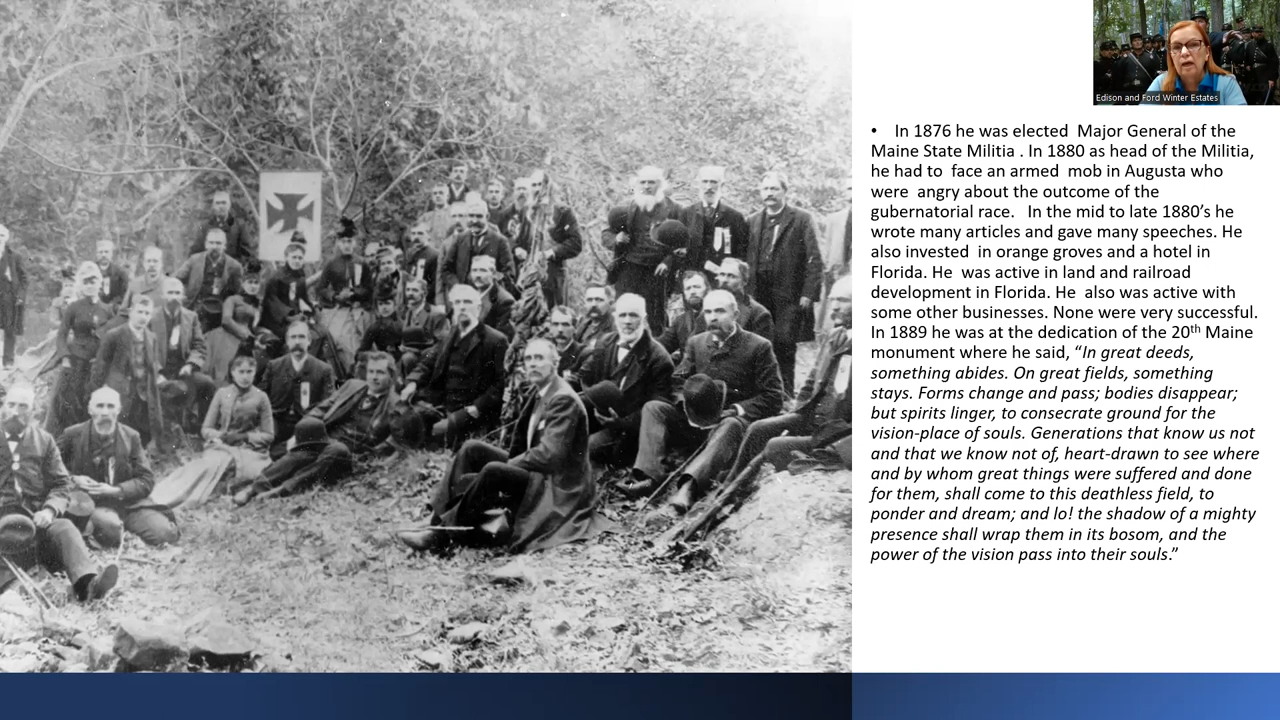 Edison and Ford Winter Estates
• In 1876 he was elected Major General of the
Maine State Militia . In 1880 as head of the Militia,
he had to face an armed mob in Augusta who
were angry about the outcome of the
gubernatorial race. In the mid to late 1880’s he
wrote many articles and gave many speeches. He
also invested in orange groves and a hotel in
Florida. He was active in land and railroad
development in Florida. He also was active with
some other businesses. None were very successful.
In 1889 he was at the dedication of the 20th Maine
monument where he said, “In great deeds,
something abides. On great fields, something
stays. Forms change and pass; bodies disappear;
but spirits linger, to consecrate ground for the
vision-place of souls. Generations that know us not
and that we know not of, heart-drawn to see where
and by whom great things were suffered and done
for them, shall come to this deathless field, to
ponder and dream; and lo! the shadow of a mighty
presence shall wrap them in its bosom, and the
power of the vision pass into their souls.”